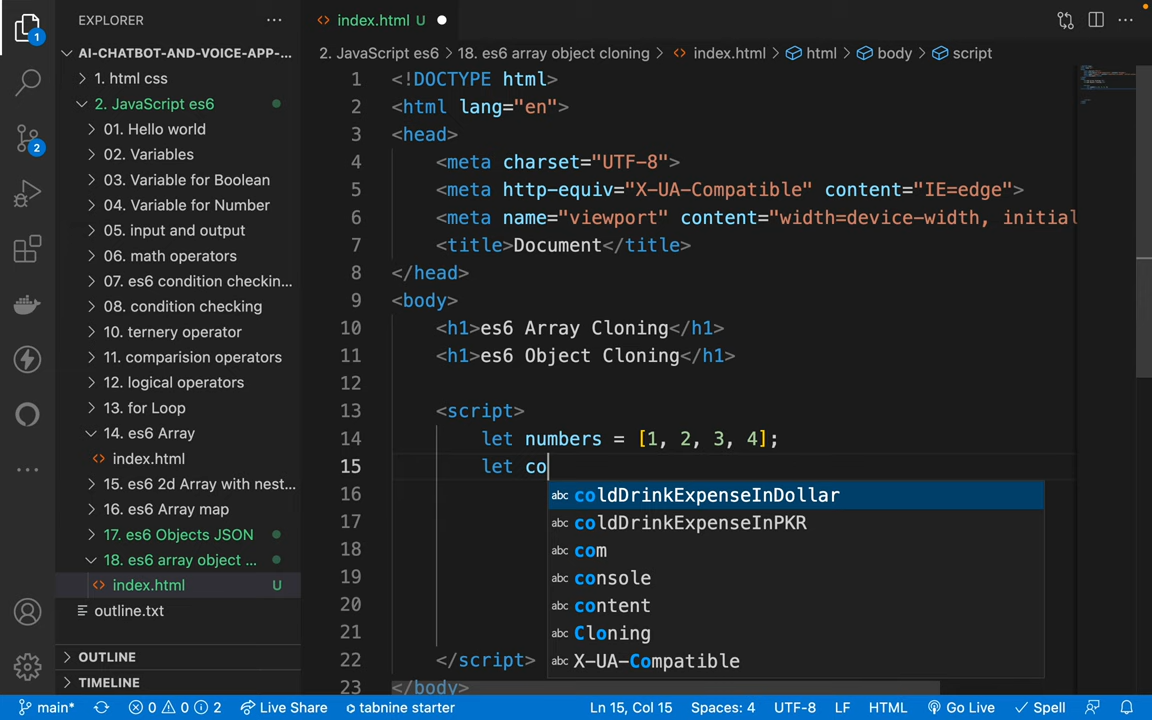 EXPLORER
AI-CHATBOT-AND-VOICE-APP-...
1. html css
2. JavaScript es6
01. Hello world
02. Variables
03. Variable for Boolean
04. Variable for Number
05. input and output
06. math operators
07. es6 condition checkin...
08. condition checking
10. ternery operator
11. comparision operators
12. logical operators
13. for Loop
14. es6 Array
index.html
15. es6 2d Array with nest...
16. es6 Array map
17. es6 Objects JSON
18. es6 array object ...
index.html U
outline.txt
OUTLINE
TIMELINE
1
2
index.html U
2. JavaScript es6 > 18. es6 array object cloning > index.html > html > body > script
1 <!DOCTYPE html>
2 <html lang="en">
3 <head>
4 <meta charset="UTF-8">
5 <meta http-equiv="X-UA-Compatible" content="IE=edge">
6 <meta name="viewport" content="width=device-width, initial
7 <title>Document</title>
8 </head>
9 <body>
10 <h1>es6 Array Cloning</h1>
11 <h1>es6 Object Cloning</h1>
12
13 <script>
14 let numbers = [1, 2, 3, 4];
15 let co
16 abc coldDrinkExpenseInDollar
17 abc coldDrinkExpenseInPKR
18 abc com
19 abc console
20 abc content
21 abc Cloning
22 </script> abc X-UA-Compatible
23 </body>
main* 0 0 2 Live Share tabnine starter Ln 15, Col 15 Spaces: 4 UTF-8 LF HTML Go Live Spell